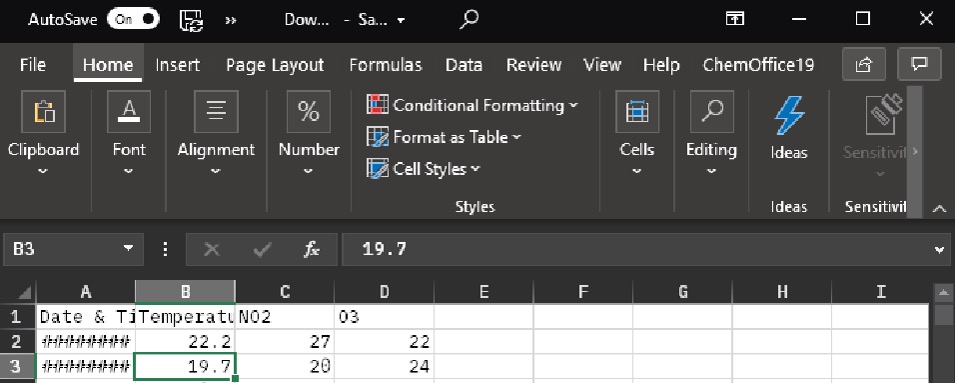 AutoSave On » Dow... - Sa...
File Home Insert Page Layout Formulas Data Review View Help ChemOffice19
Conditional Formatting
Format as Table
Cell Styles
Clipboard Font Alignment Number Cells Editing Ideas Sensitivit
Styles Ideas Sensitivit
B3 fx 19.7
A B C D E F G H I
1 Date & Ti Temperatu NO2 O3
2 ######## 22.2 27 22
3 ######## 19.7 20 24